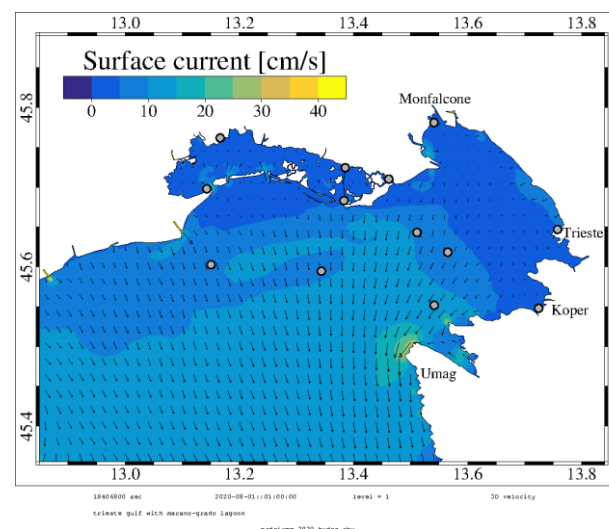 13.0 13.2 13.4 13.6 13.8
Surface current [cm/s]
0 10 20 30 40
45.8
45.6
45.4
Monfalcone
Trieste
Koper
Umag
13.0 13.2 13.4 13.6 13.8
18406800 sec 2020-08-01::01:00:00 level = 1 3D velocity
trieste gulf with marano-grado lagoon